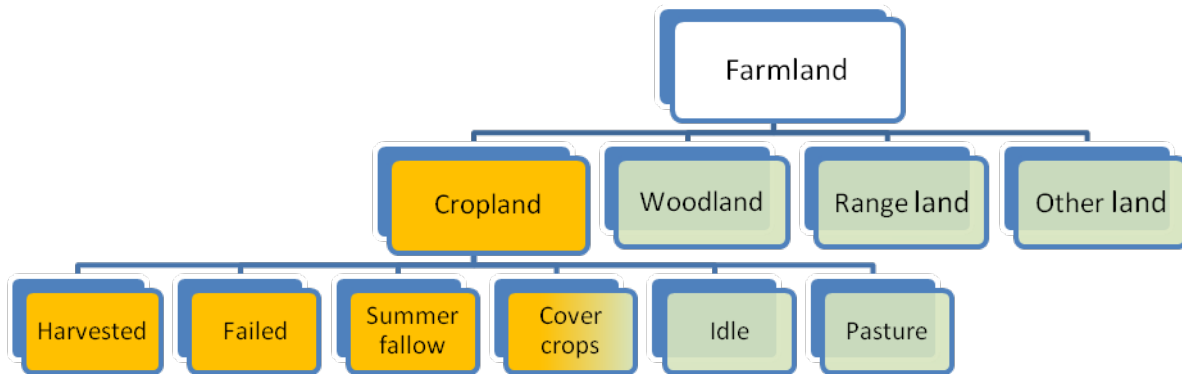 Farmland
Cropland
Woodland
Range land
Other land
Harvested
Failed
Summer
fallow
Cover
crops
Idle
Pasture